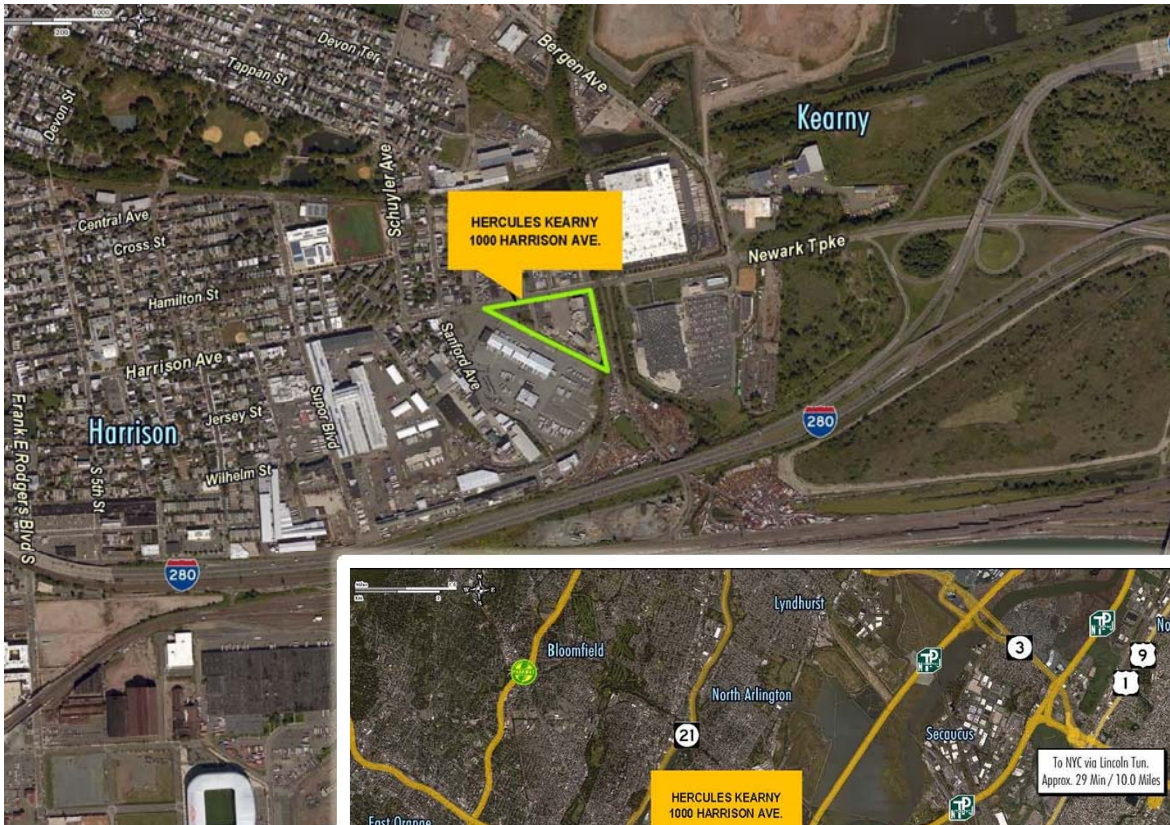 1000
200
Devon Ter
Tappan St
Devon St
Bergen Ave
Kearny
Schuyler Ave
Central Ave
Cross St
HERCULES KEARNY
1000 HARRISON AVE.
Newark Tpke
Hamilton St
Harrison Ave
Sanford Ave
Supor Blvd
Jersey St
Harrison
280
Frank E Rodgers Blvd S
S 5th St
Wilhelm St
280
Lyndhurst
Bloomfield
3
9
1
North Arlington
21
Secaucus
To NYC via Lincoln Tun.
Approx. 29 Min / 10.0 Miles
HERCULES KEARNY
1000 HARRISON AVE.
East Orange